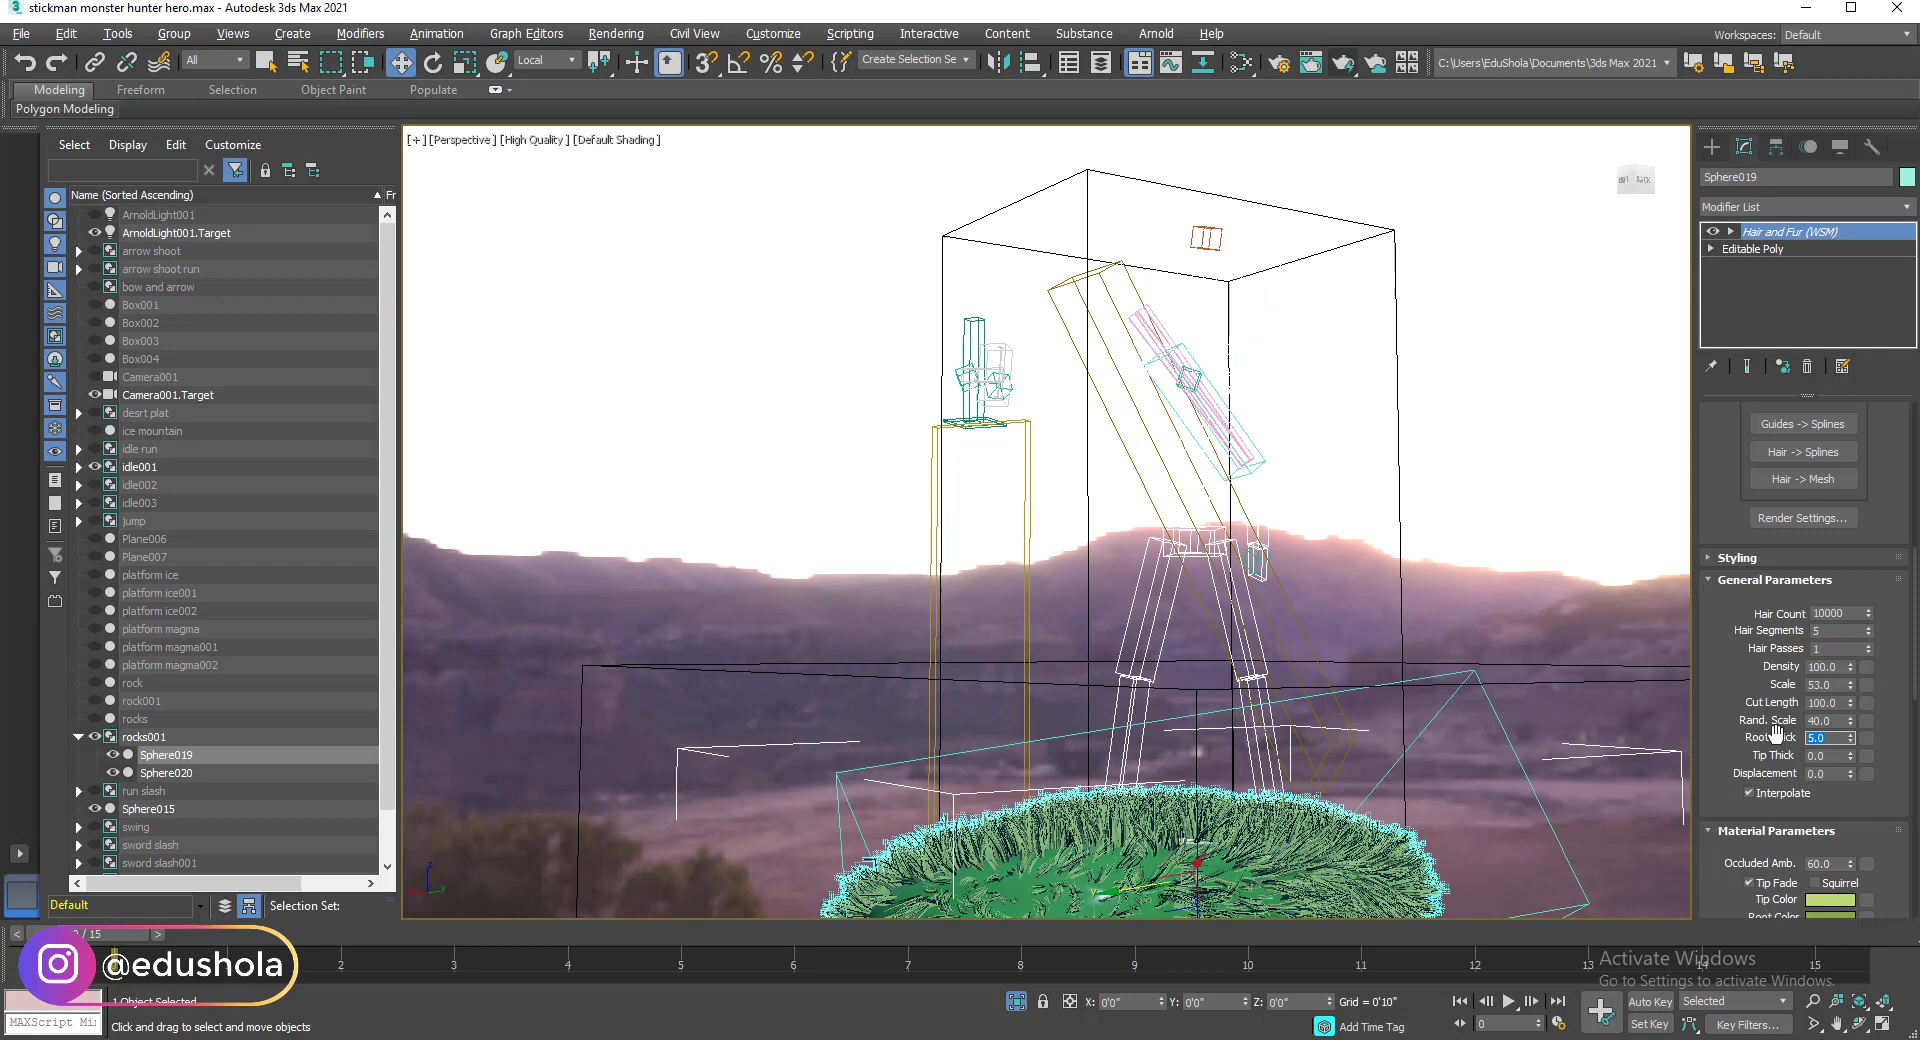 stickman monster hunter hero.max - Autodesk 3ds Max 2021
File Edit Tools Group Views Create Modifiers Animation Graph Editors Rendering Civil View Customize Scripting Interactive Content Substance Arnold Help
Workspaces: Default
All
Local
Create Selection Se
C:\Users\EduShola\Documents\3ds Max 2021
Modeling Freeform Selection Object Paint Populate
Polygon Modeling
Select Display Edit Customize
Name (Sorted Ascending) Fr
ArnoldLight001
ArnoldLight001.Target
arrow shoot
arrow shoot run
bow and arrow
Box001
Box002
Box003
Box004
Camera001
Camera001.Target
desrt plat
ice mountain
idle run
idle001
idle002
idle003
jump
Plane006
Plane007
platform ice
platform ice001
platform ice002
platform magma
platform magma001
platform magma002
rock
rock001
rocks
rocks001
Sphere019
Sphere020
run slash
Sphere015
swing
sword slash
sword slash001
Default
Selection Set:
[+] [Perspective] [High Quality] [Default Shading]
Sphere019
Modifier List
Hair and Fur (WSM)
Editable Poly
Guides -> Splines
Hair -> Splines
Hair -> Mesh
Render Settings...
Styling
General Parameters
Hair Count 10000
Hair Segments 5
Hair Passes 1
Density 100.0
Scale 53.0
Cut Length 100.0
Rand. Scale 40.0
5.0
Tip Thick 0.0
Displacement 0.0
Interpolate
Material Parameters
Occluded Amb. 60.0
Tip Fade Squirrel
Tip Color
Root Color
/ 15
2 3 4 5 6 7 8 9 10 11 12 13 14 15
@edushola
Activate Windows
Go to Settings to activate Windows.
1 Object Selected
X: 0'0" Y: 0'0" Z: 0'0" Grid = 0'10"
Auto Key Selected
MAXScript Mi
Click and drag to select and move objects
Add Time Tag
0
Set Key Key Filters...